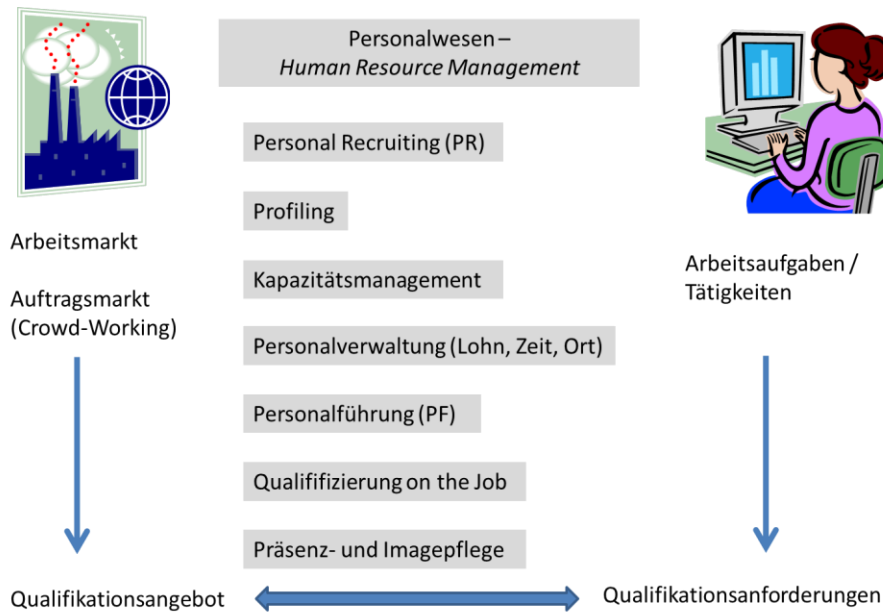 Personalwesen –
Human Resource Management
Personal Recruiting (PR)
Profiling
Arbeitsmarkt
Kapazitätsmanagement
Arbeitsaufgaben /
Tätigkeiten
Auftragsmarkt
(Crowd-Working)
Personalverwaltung (Lohn, Zeit, Ort)
Personalführung (PF)
Qualififizierung on the Job
Präsenz- und Imagepflege
Qualifikationsangebot
Qualifikationsanforderungen